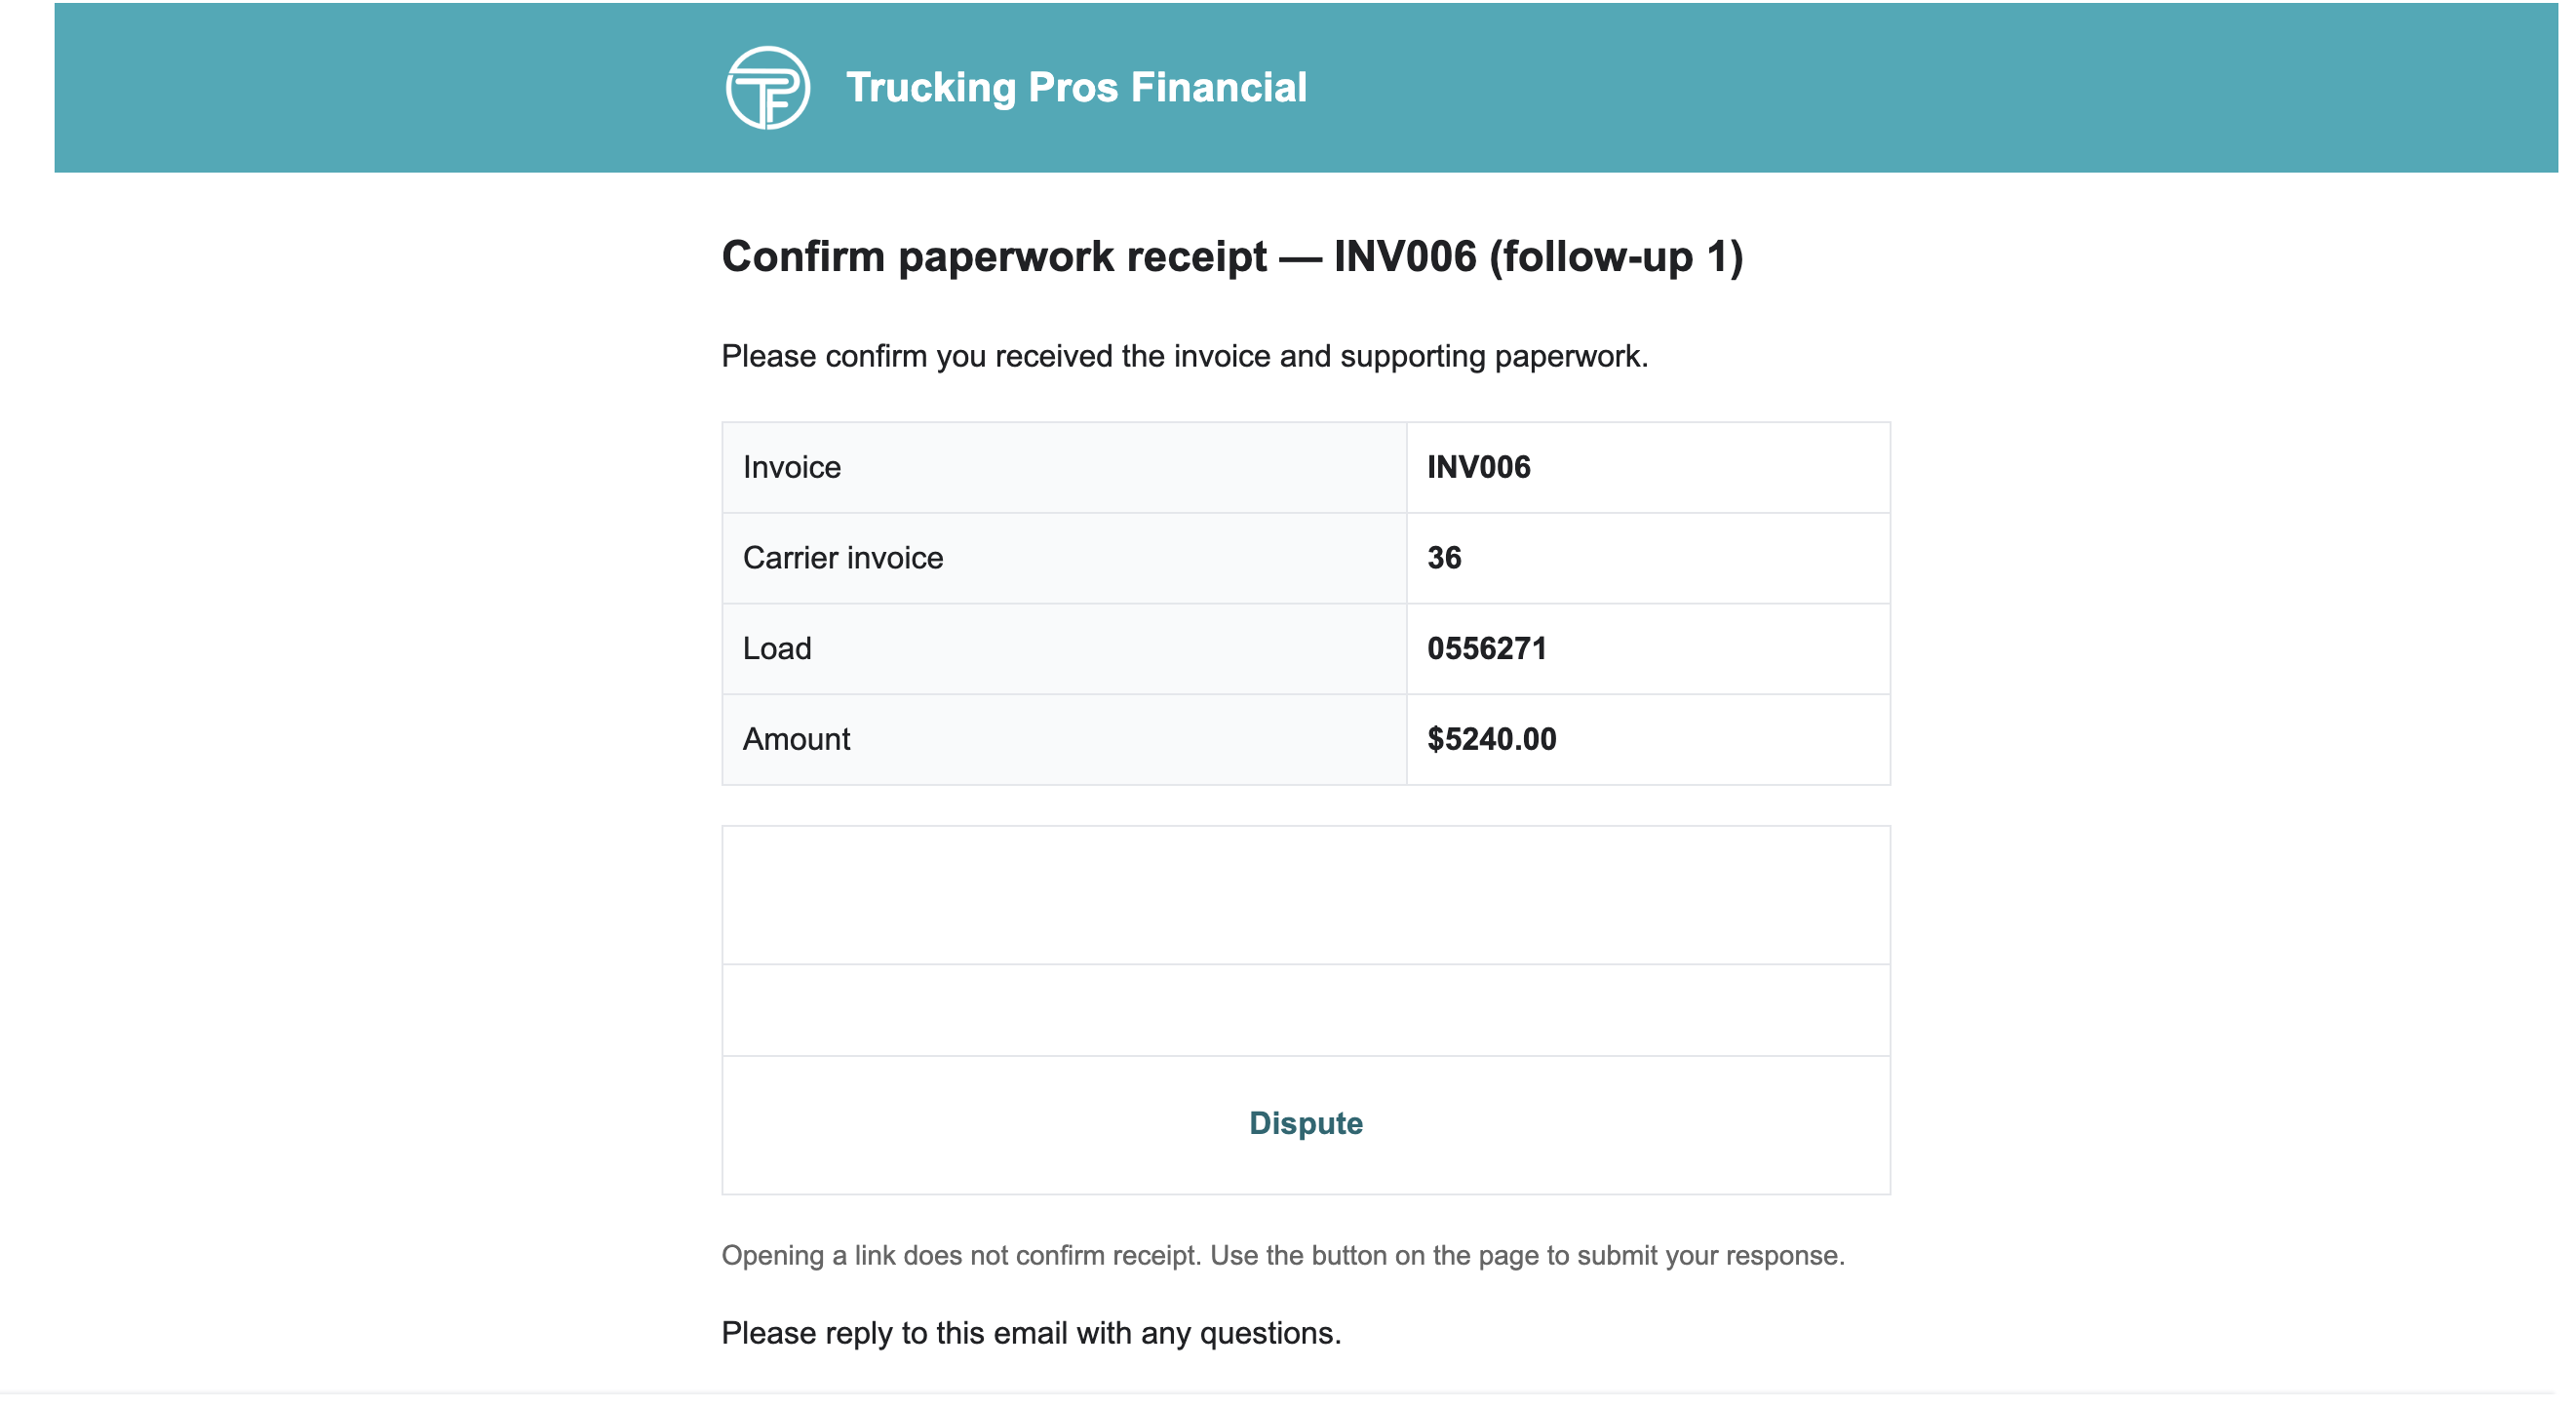 TPF
Trucking Pros Financial
Confirm paperwork receipt — INV006 (follow-up 1)
Please confirm you received the invoice and supporting paperwork.
Invoice INV006
Carrier invoice 36
Load 0556271
Amount $5240.00
Dispute
Opening a link does not confirm receipt. Use the button on the page to submit your response.
Please reply to this email with any questions.